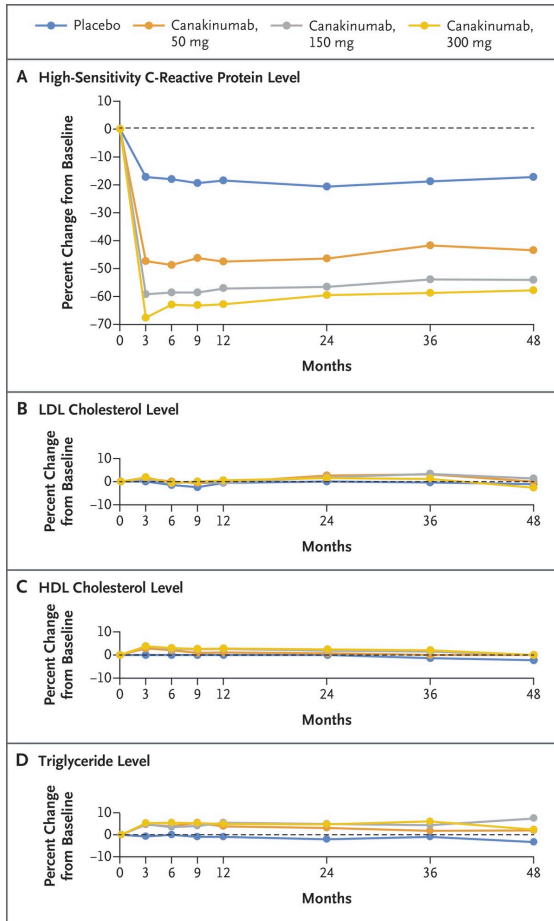 Placebo
Canakinumab,
50 mg
Canakinumab,
150 mg
Canakinumab,
300 mg
A High-Sensitivity C-Reactive Protein Level
Percent Change from Baseline
10
0
−10
−20
−30
−40
−50
−60
−70
0 3 6 9 12 24 36 48
Months
B LDL Cholesterol Level
Percent Change
from Baseline
10
0
−10
0 3 6 9 12 24 36 48
Months
C HDL Cholesterol Level
Percent Change
from Baseline
10
0
−10
0 3 6 9 12 24 36 48
Months
D Triglyceride Level
Percent Change
from Baseline
10
0
−10
0 3 6 9 12 24 36 48
Months